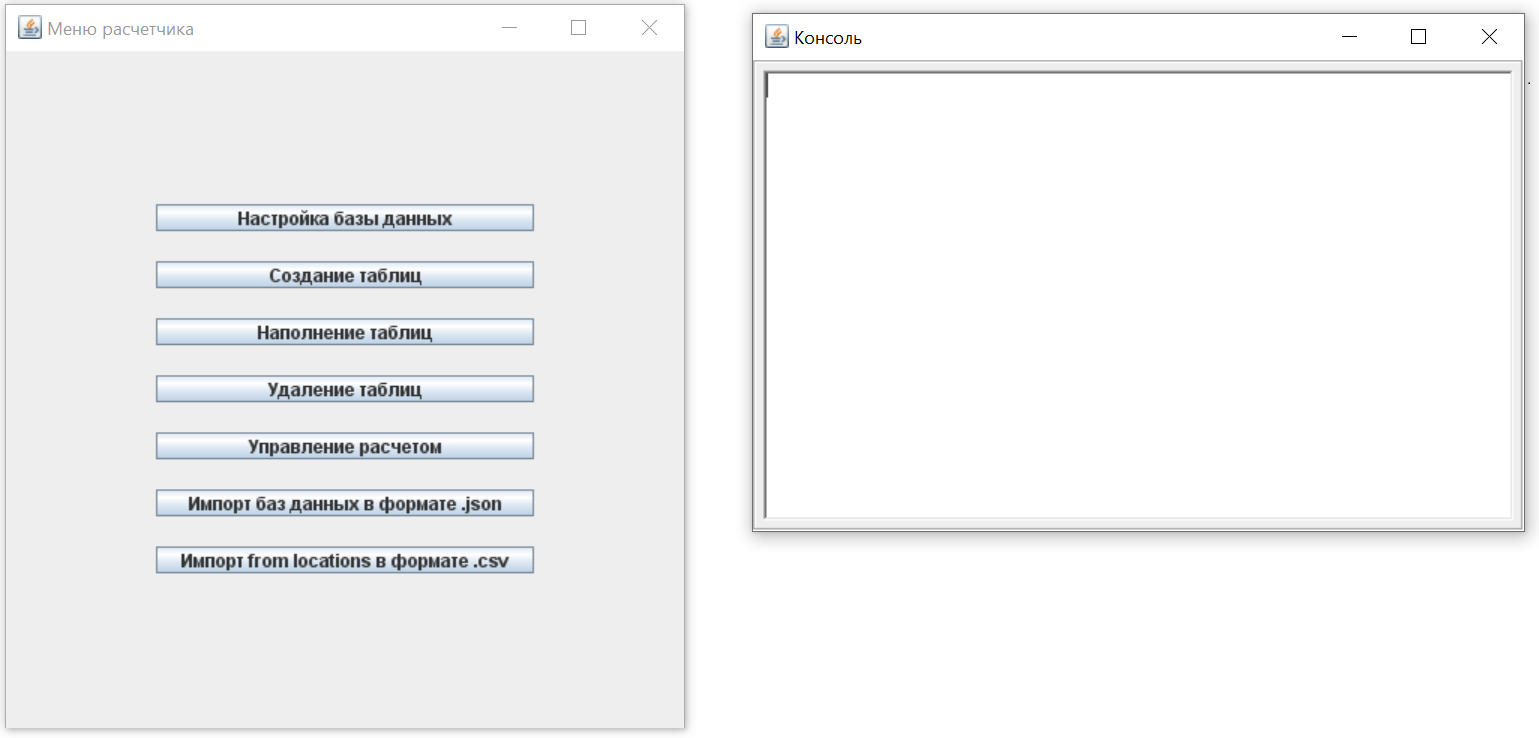 Меню расчетчика
Настройка базы данных
Создание таблиц
Наполнение таблиц
Удаление таблиц
Управление расчетом
Импорт баз данных в формате .json
Импорт from locations в формате .csv
Консоль
.